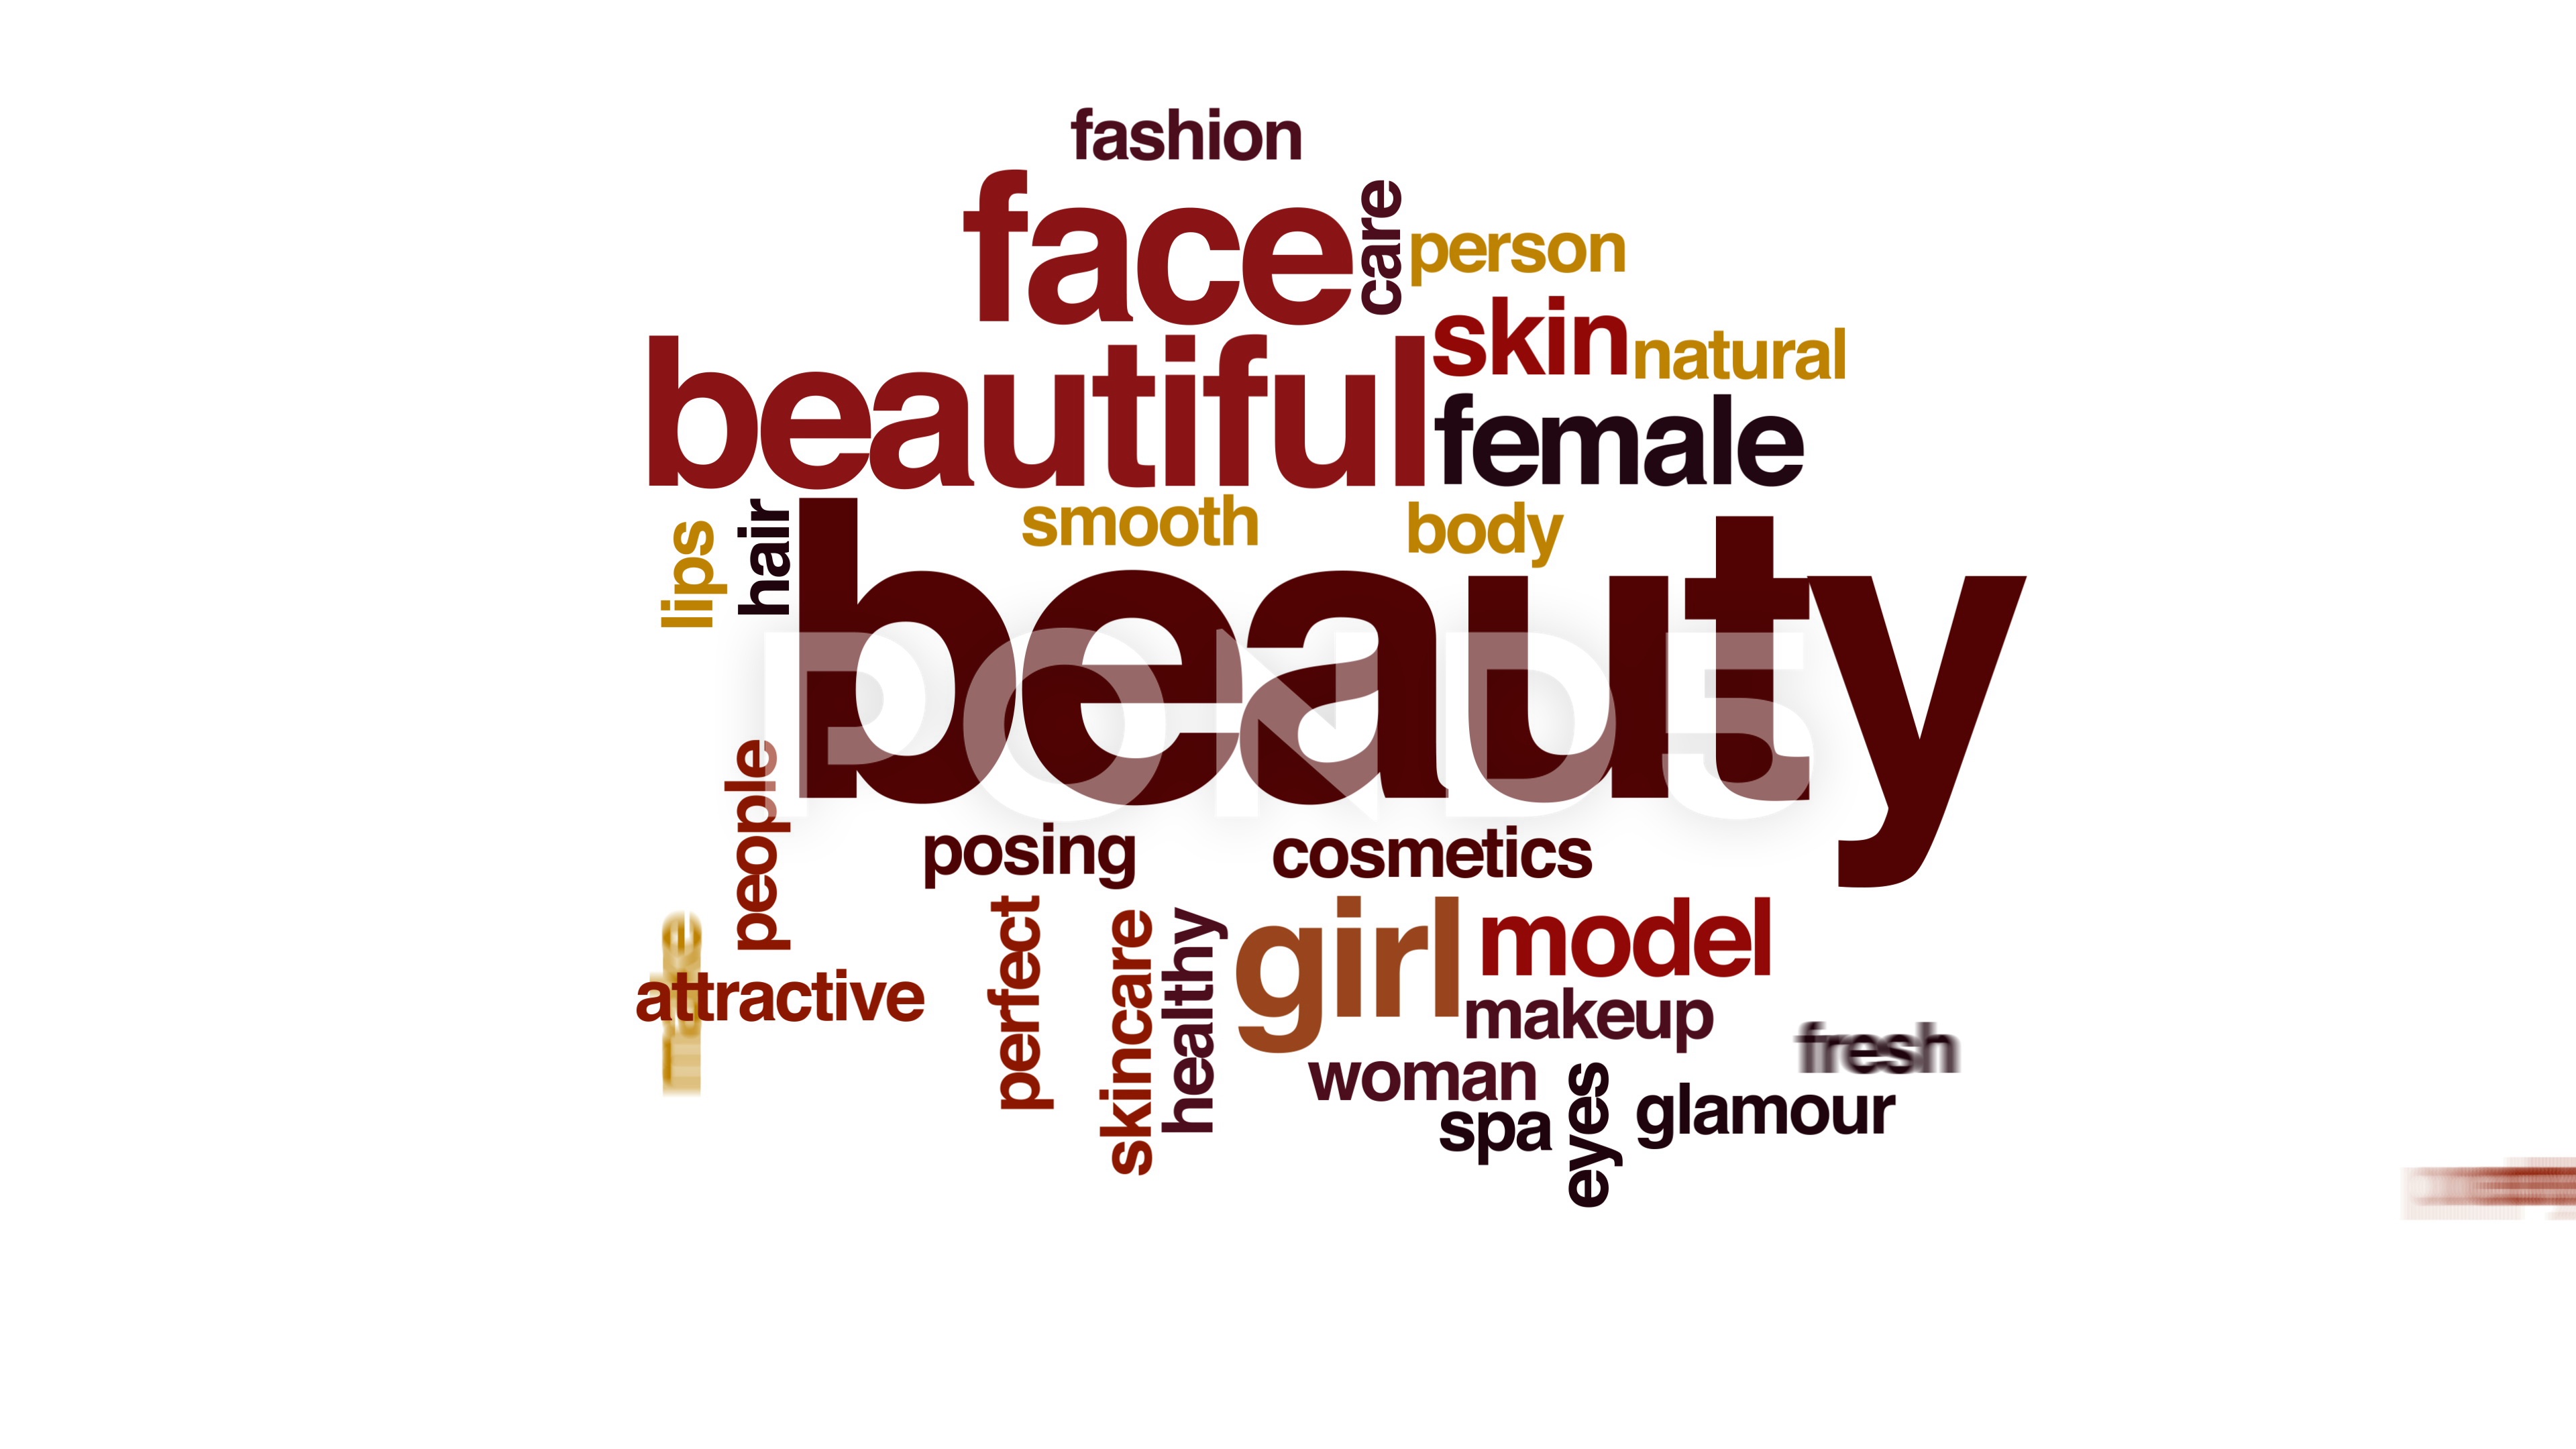 fashion
face
care
person
skin
natural
beautiful
female
lips
hair
smooth
body
beauty
POND5
people
posing
cosmetics
attractive
perfect
skincare
healthy
girl
model
makeup
fresh
woman
spa
eyes
glamour